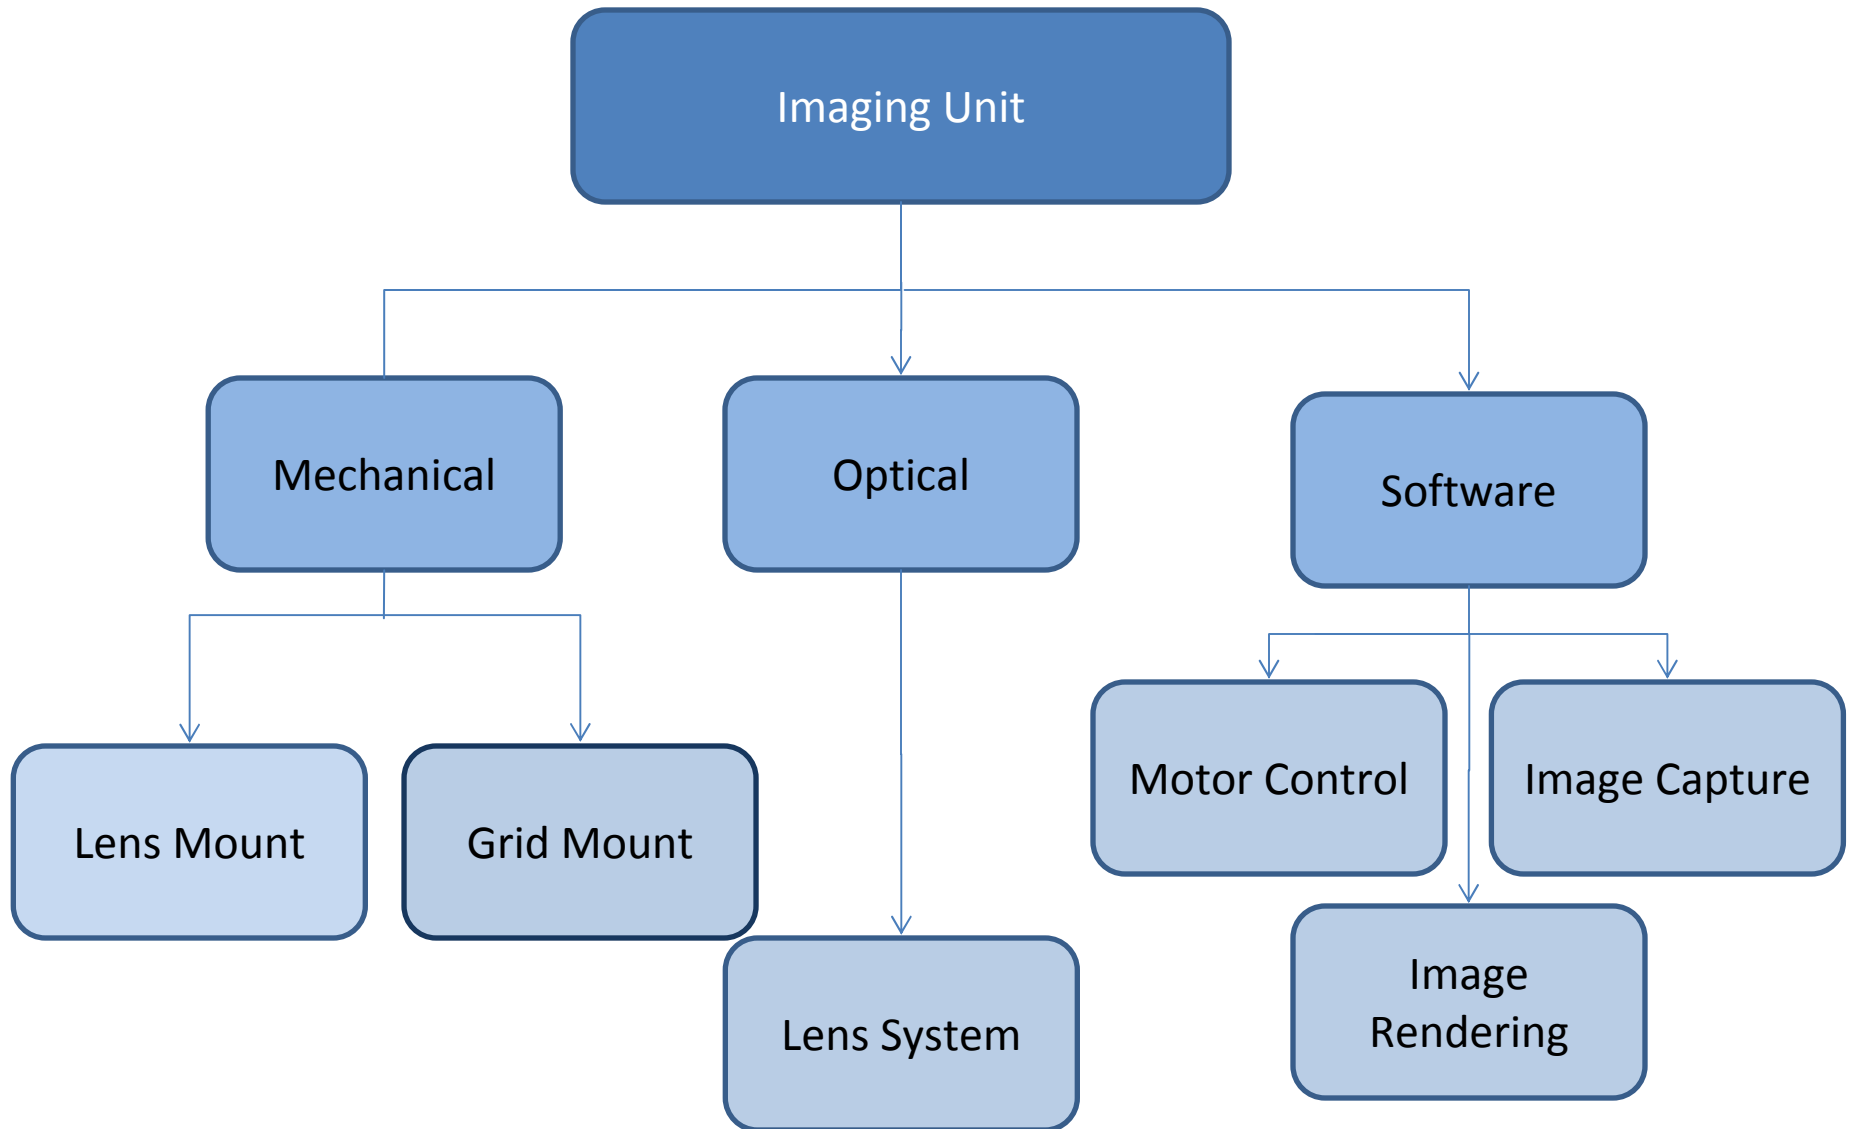 Imaging Unit
Mechanical
Optical
Software
Lens Mount
Grid Mount
Lens System
Motor Control
Image Capture
Image
Rendering